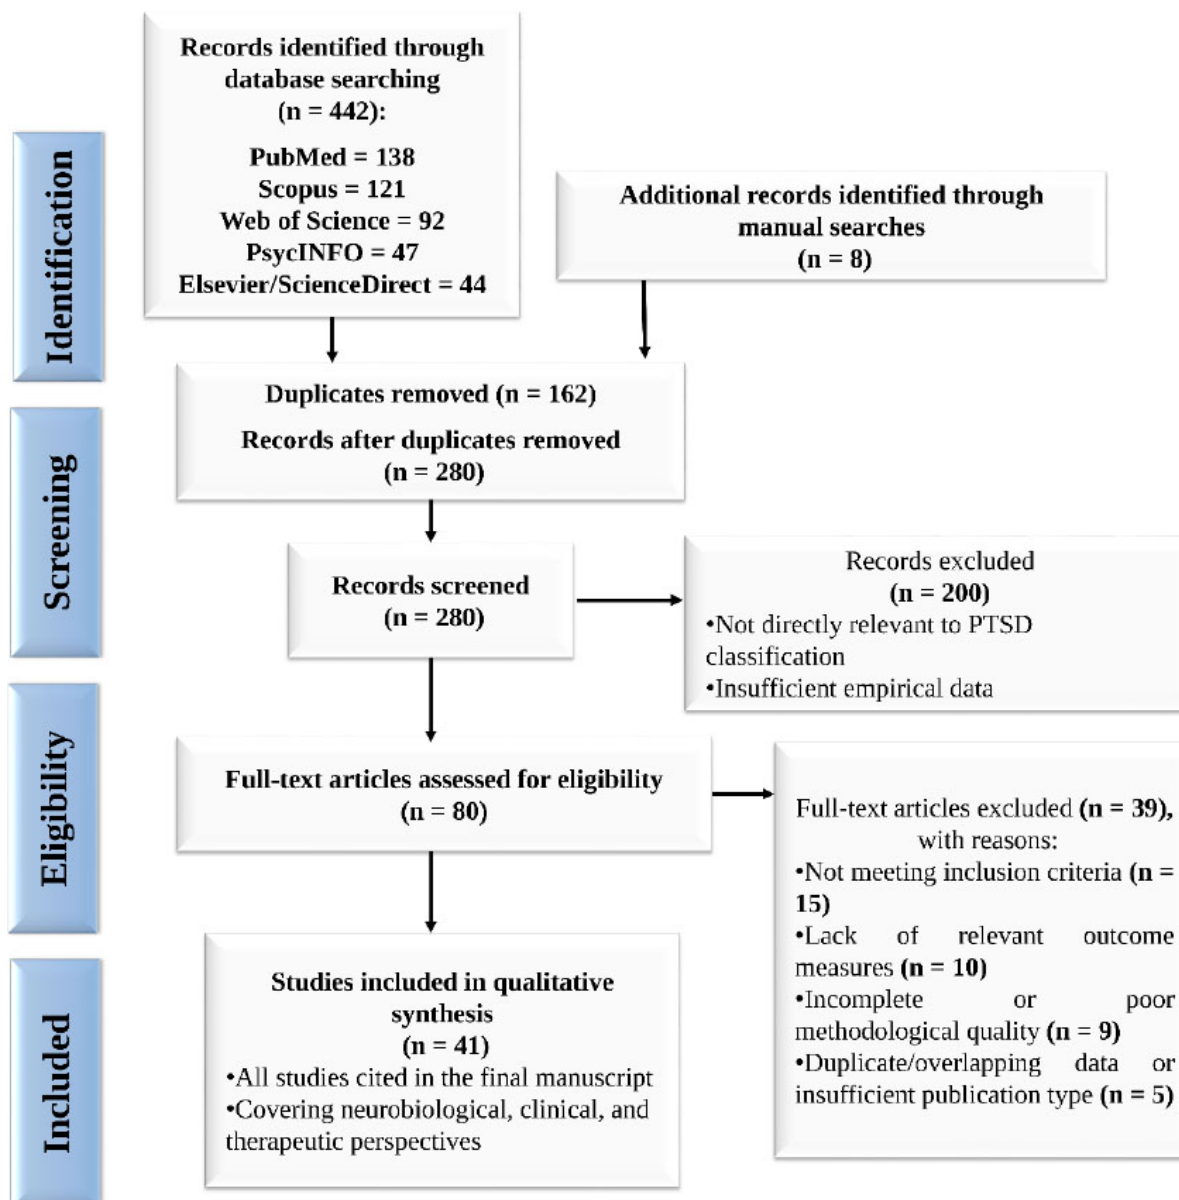 Records identified through
database searching
(n = 442):
PubMed = 138
Scopus = 121
Web of Science = 92
PsycINFO = 47
Elsevier/ScienceDirect = 44
Additional records identified through
manual searches
(n = 8)
Identification
Duplicates removed (n = 162)
Records after duplicates removed
(n = 280)
Screening
Records screened
(n = 280)
Records excluded
(n = 200)
•Not directly relevant to PTSD
classification
•Insufficient empirical data
Eligibility
Full-text articles assessed for eligibility
(n = 80)
Full-text articles excluded (n = 39),
with reasons:
•Not meeting inclusion criteria (n =
15)
•Lack of relevant outcome
measures (n = 10)
•Incomplete or poor
methodological quality (n = 9)
•Duplicate/overlapping data or
insufficient publication type (n = 5)
Included
Studies included in qualitative
synthesis
(n = 41)
•All studies cited in the final manuscript
•Covering neurobiological, clinical, and
therapeutic perspectives